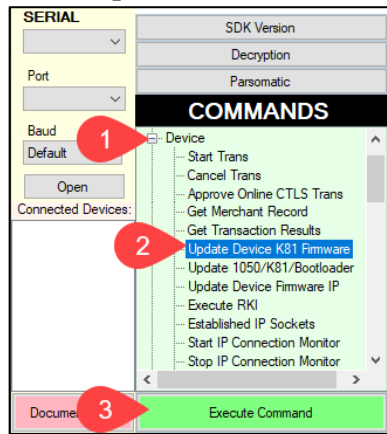 SERIAL
Port
Baud
Default
Open
Connected Devices:
SDK Version
Decryption
Parsomatic
COMMANDS
1
Device
Start Trans
Cancel Trans
Approve Online CTLS Trans
Get Merchant Record
Get Transaction Results
2
Update Device K81 Firmware
Update 1050/K81/Bootloader
Update Device Firmware IP
Execute RKI
Established IP Sockets
Start IP Connection Monitor
Stop IP Connection Monitor
Docume
3
Execute Command